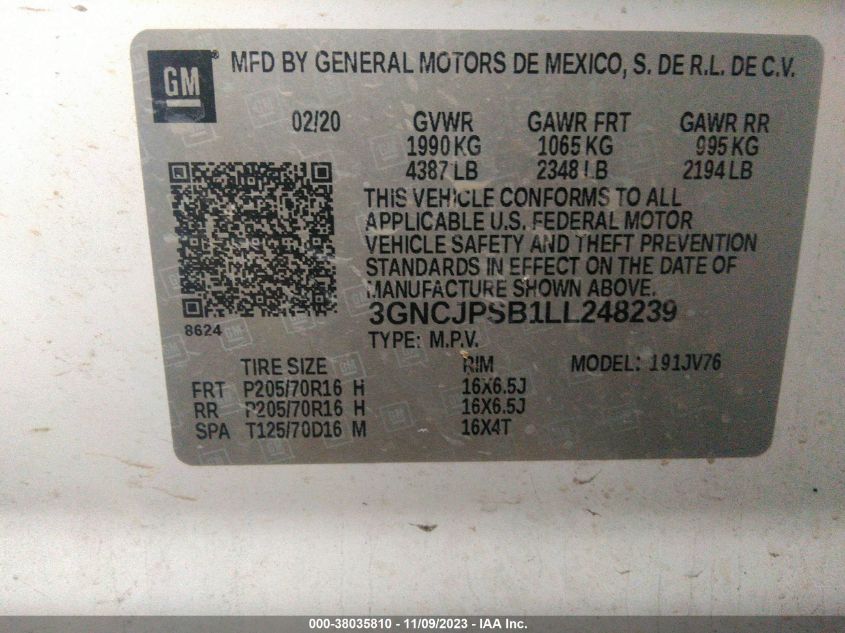 GM
MFD BY GENERAL MOTORS DE MEXICO, S. DE R.L. DE C.V.
02/20 GVWR GAWR FRT GAWR RR
1990 KG 1065 KG 995 KG
4387 LB 2348 LB 2194 LB
THIS VEHICLE CONFORMS TO ALL
APPLICABLE U.S. FEDERAL MOTOR
VEHICLE SAFETY AND THEFT PREVENTION
STANDARDS IN EFFECT ON THE DATE OF
MANUFACTURE SHOWN ABOVE.
8624
3GNCJPSB1LL248239
TYPE: M.P.V.
TIRE SIZE RIM MODEL: 191JV76
FRT P205/70R16 H 16X6.5J
RR P205/70R16 H 16X6.5J
SPA T125/70D16 M 16X4T
000-38035810 - 11/09/2023 - IAA Inc.